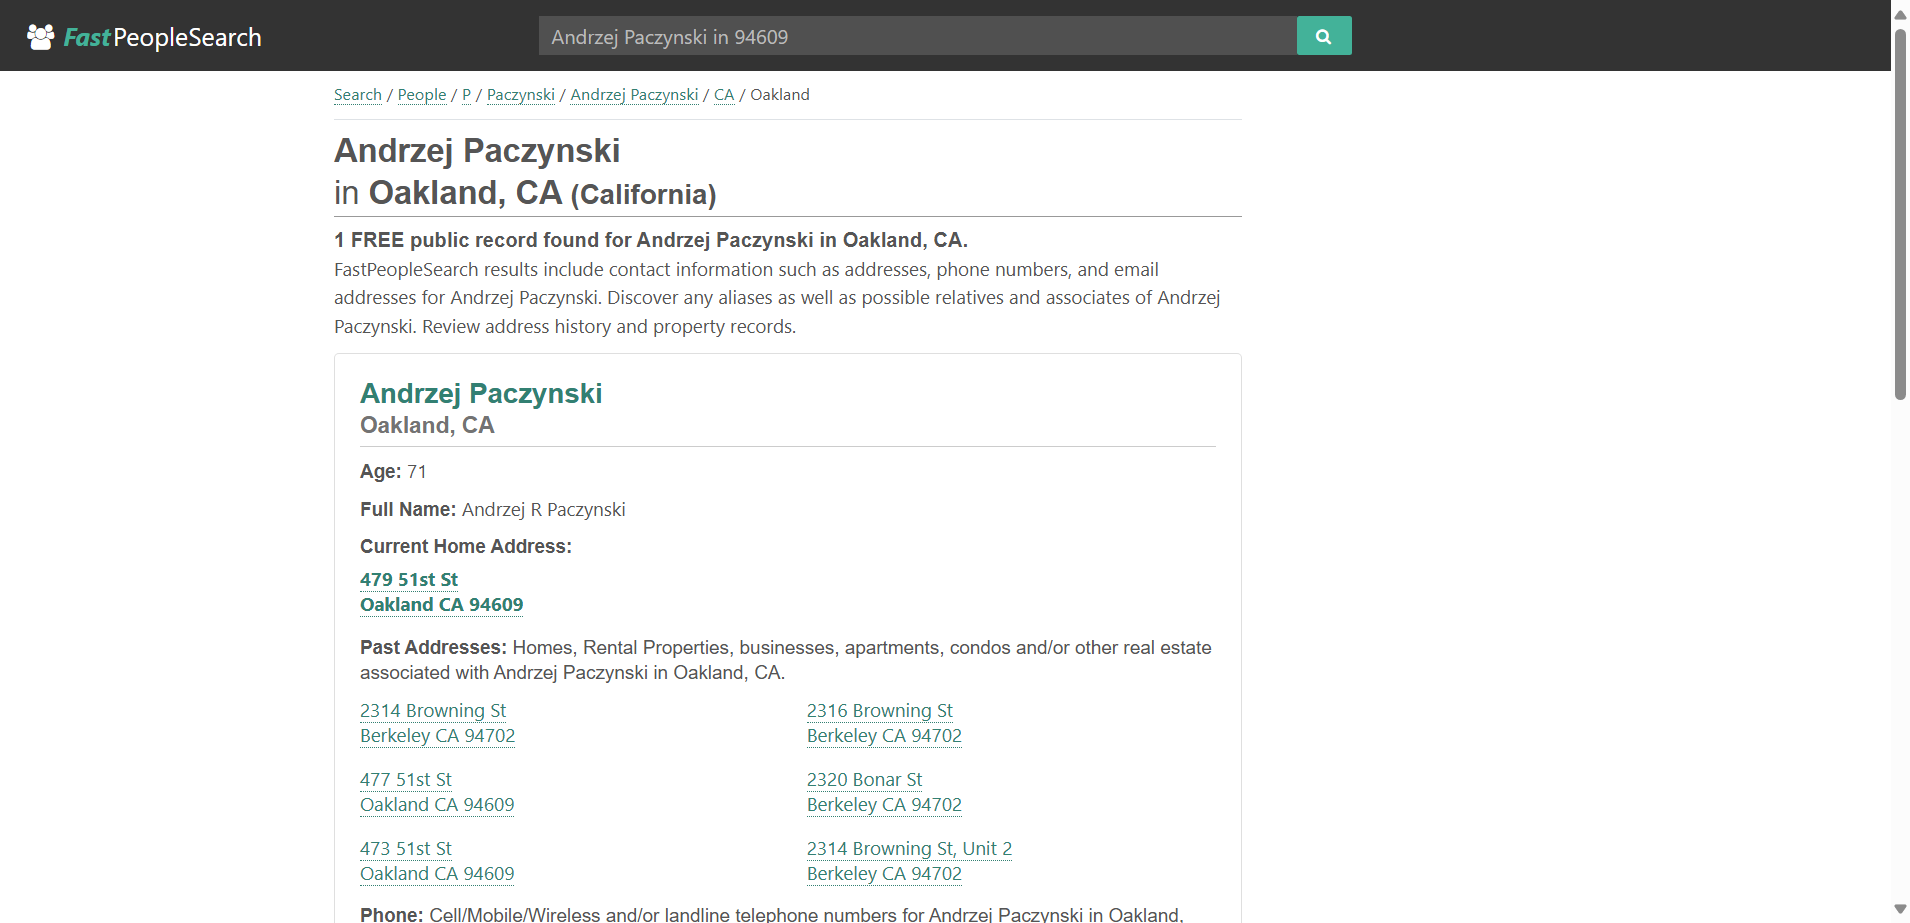 FastPeopleSearch
Andrzej Paczynski in 94609
Search / People / P / Paczynski / Andrzej Paczynski / CA / Oakland
Andrzej Paczynski
in Oakland, CA (California)
1 FREE public record found for Andrzej Paczynski in Oakland, CA.
FastPeopleSearch results include contact information such as addresses, phone numbers, and email
addresses for Andrzej Paczynski. Discover any aliases as well as possible relatives and associates of Andrzej
Paczynski. Review address history and property records.
Andrzej Paczynski
Oakland, CA
Age: 71
Full Name: Andrzej R Paczynski
Current Home Address:
479 51st St
Oakland CA 94609
Past Addresses: Homes, Rental Properties, businesses, apartments, condos and/or other real estate
associated with Andrzej Paczynski in Oakland, CA.
2314 Browning St
Berkeley CA 94702
2316 Browning St
Berkeley CA 94702
477 51st St
Oakland CA 94609
2320 Bonar St
Berkeley CA 94702
473 51st St
Oakland CA 94609
2314 Browning St, Unit 2
Berkeley CA 94702
Phone: Cell/Mobile/Wireless and/or landline telephone numbers for Andrzej Paczynski in Oakland,